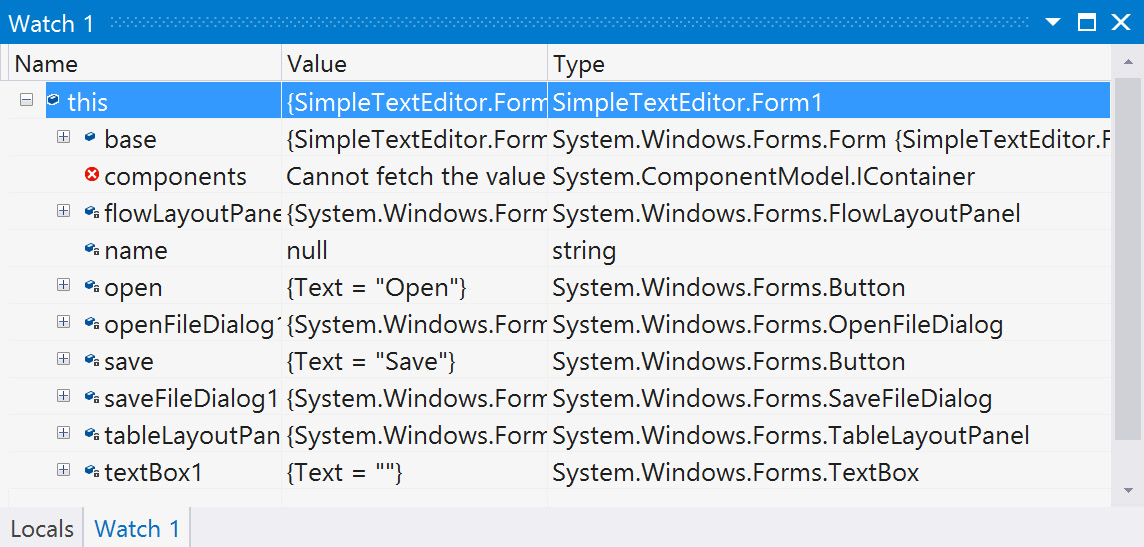 Watch 1
Name Value Type
this {SimpleTextEditor.Form SimpleTextEditor.Form1
base {SimpleTextEditor.Form System.Windows.Forms.Form {SimpleTextEditor.F
components Cannot fetch the value System.ComponentModel.IContainer
flowLayoutPane {System.Windows.Form System.Windows.Forms.FlowLayoutPanel
name null string
open {Text = "Open"} System.Windows.Forms.Button
openFileDialog1 {System.Windows.Form System.Windows.Forms.OpenFileDialog
save {Text = "Save"} System.Windows.Forms.Button
saveFileDialog1 {System.Windows.Form System.Windows.Forms.SaveFileDialog
tableLayoutPan {System.Windows.Form System.Windows.Forms.TableLayoutPanel
textBox1 {Text = ""} System.Windows.Forms.TextBox
Locals Watch 1